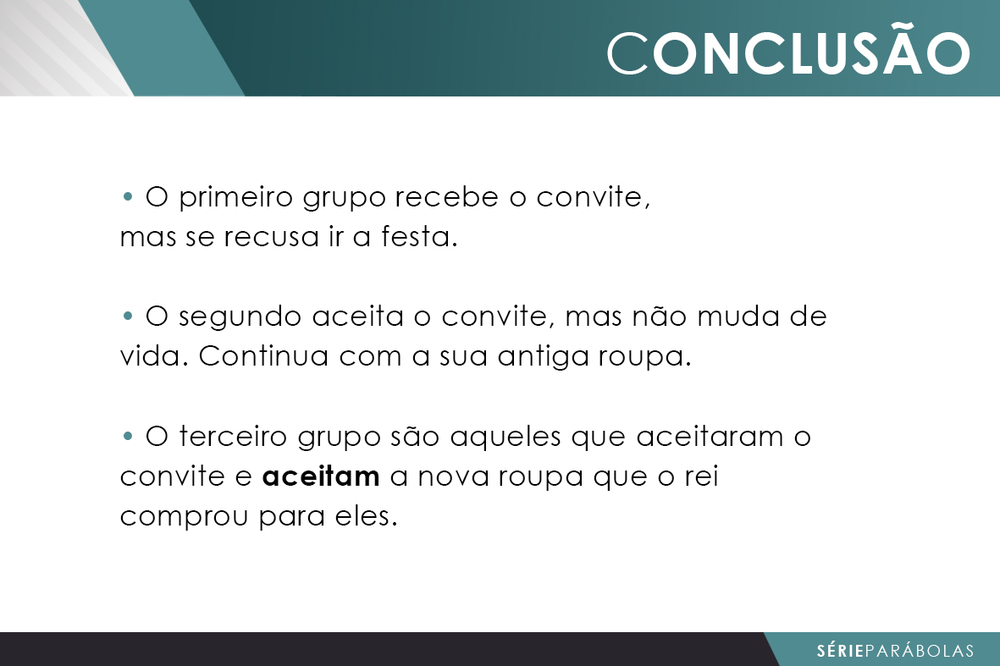 CONCLUSÃO
• O primeiro grupo recebe o convite,
mas se recusa ir a festa.
• O segundo aceita o convite, mas não muda de
vida. Continua com a sua antiga roupa.
• O terceiro grupo são aqueles que aceitaram o
convite e aceitam a nova roupa que o rei
comprou para eles.
SÉRIEPARÁBOLAS